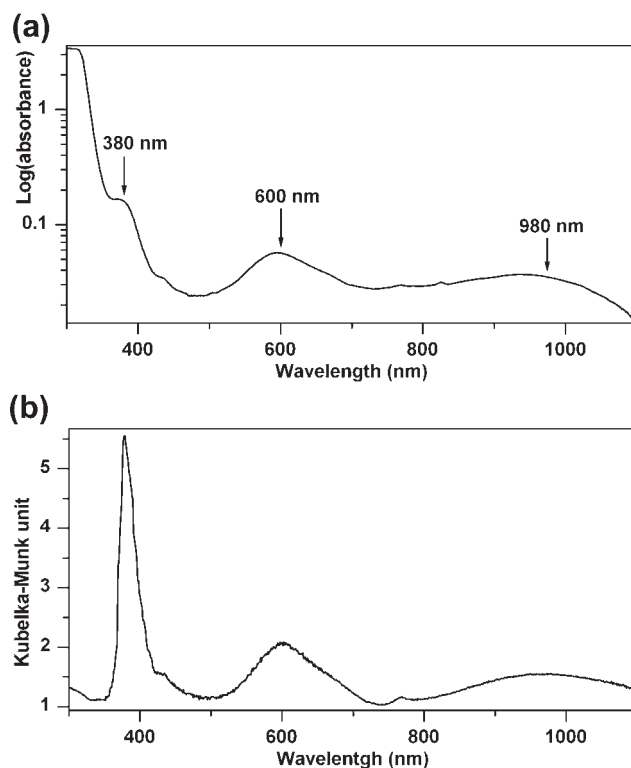 (a)
Log(absorbance)
1
0.1
380 nm
600 nm
980 nm
400
600
800
1000
Wavelength (nm)
(b)
Kubelka-Munk unit
5
4
3
2
1
400
600
800
1000
Wavelentgh (nm)